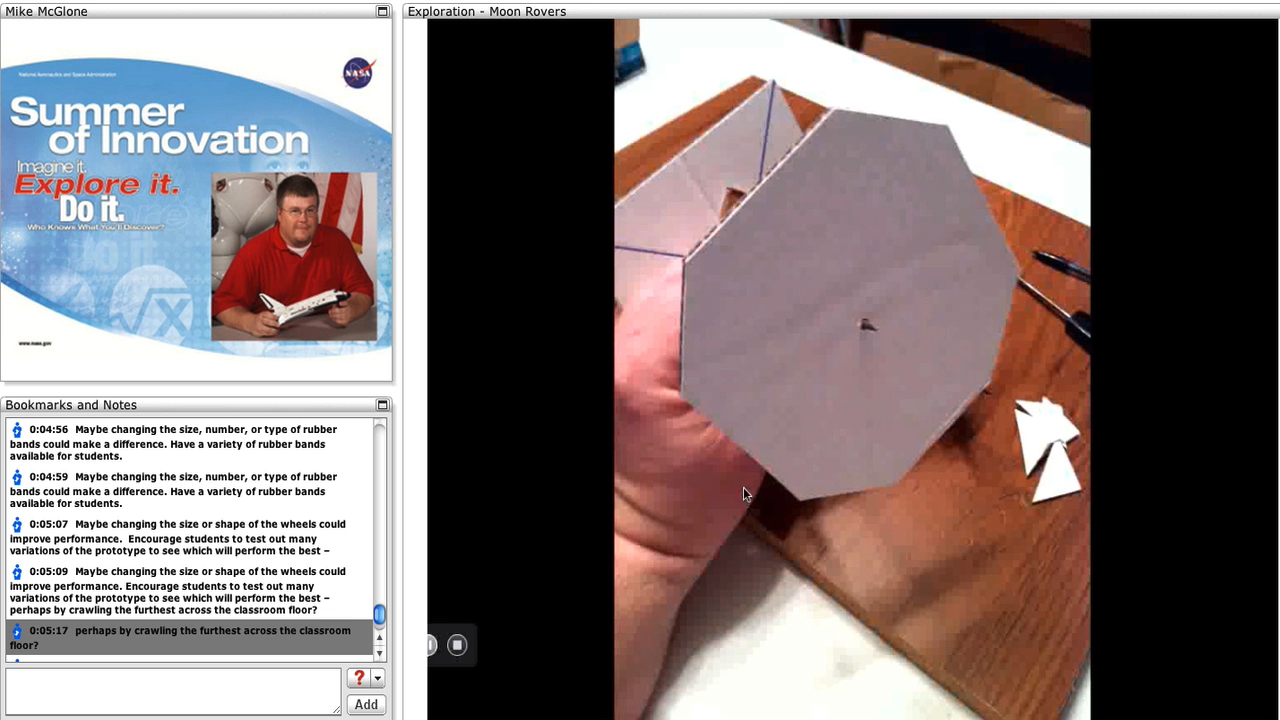 Mike McGlone
Exploration - Moon Rovers
National Aeronautics and Space Administration
NASA
Summer
of Innovation
Imagine it.
Explore it.
Do it.
Who Knows What You'll Discover?
www.nasa.gov
Bookmarks and Notes
0:04:56 Maybe changing the size, number, or type of rubber
bands could make a difference. Have a variety of rubber bands
available for students.
0:04:59 Maybe changing the size, number, or type of rubber
bands could make a difference. Have a variety of rubber bands
available for students.
0:05:07 Maybe changing the size or shape of the wheels could
improve performance. Encourage students to test out many
variations of the prototype to see which will perform the best –
0:05:09 Maybe changing the size or shape of the wheels could
improve performance. Encourage students to test out many
variations of the prototype to see which will perform the best –
perhaps by crawling the furthest across the classroom floor?
0:05:17 perhaps by crawling the furthest across the classroom
floor?
?
Add